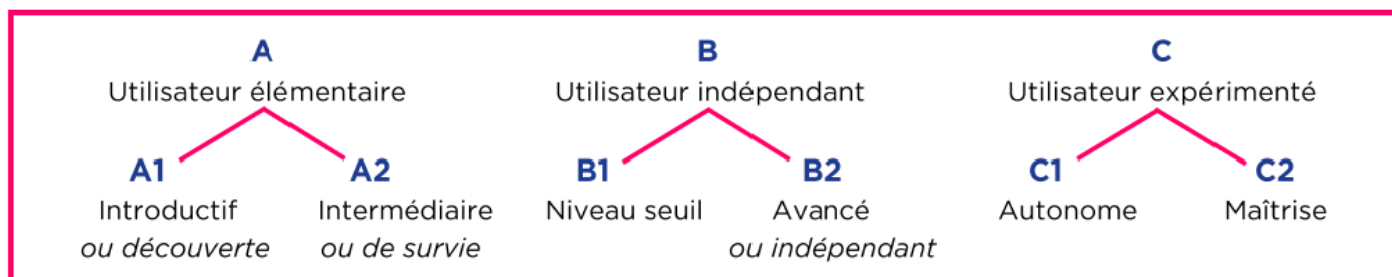 A
Utilisateur élémentaire
A1
Introductif
ou découverte
A2
Intermédiaire
ou de survie
B
Utilisateur indépendant
B1
Niveau seuil
B2
Avancé
ou indépendant
C
Utilisateur expérimenté
C1
Autonome
C2
Maîtrise